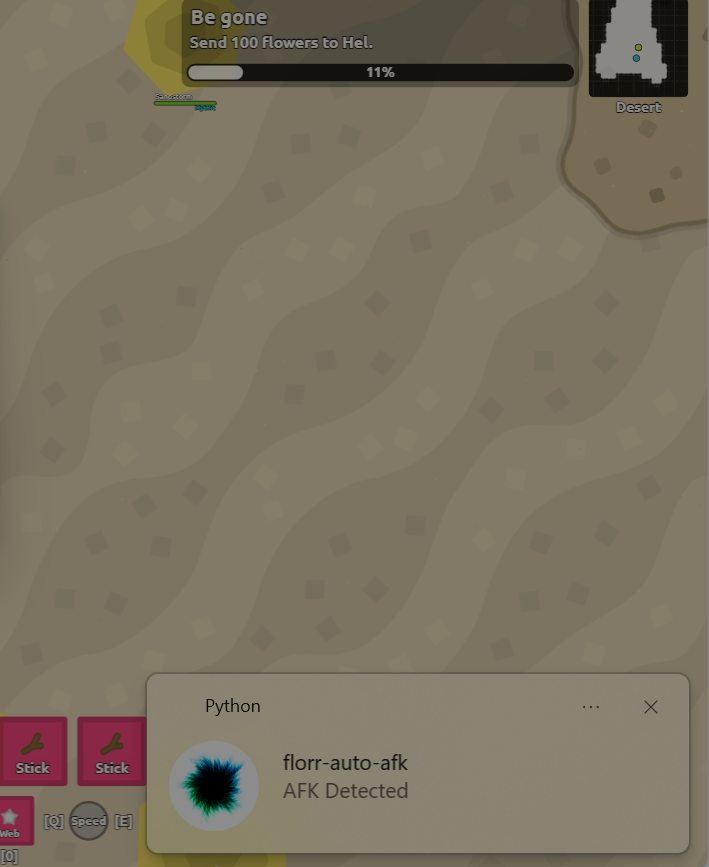 Be gone
Send 100 flowers to Hel.
11%
Desert
Python
florr-auto-afk
AFK Detected
Stick
Stick
Web
[Q] Speed [E]
[0]